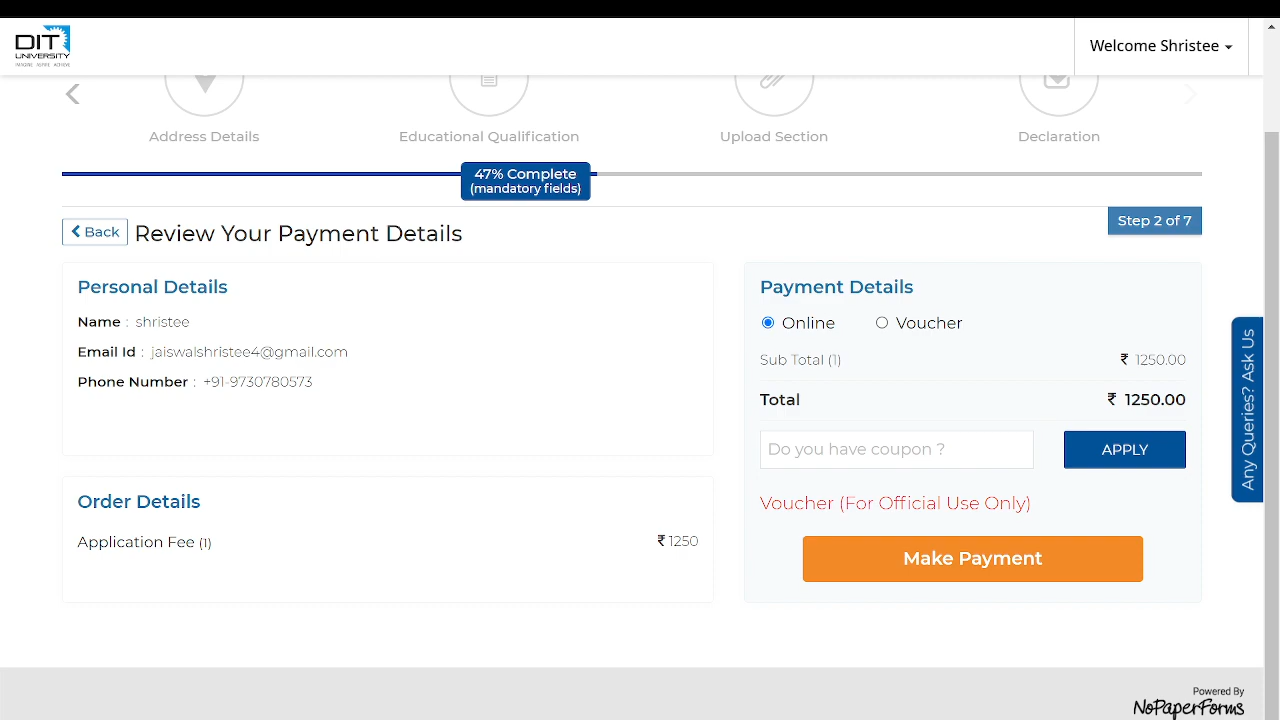 DIT
UNIVERSITY
Welcome Shristee
Address Details
Educational Qualification
Upload Section
Declaration
47% Complete
(mandatory fields)
Back
Review Your Payment Details
Step 2 of 7
Personal Details
Name : shristee
Email Id : jaiswalshristee4@gmail.com
Phone Number : +91-9730780573
Order Details
Application Fee (1) ₹ 1250
Payment Details
Online Voucher
Sub Total (1) ₹ 1250.00
Total ₹ 1250.00
Do you have coupon ? APPLY
Voucher (For Official Use Only)
Make Payment
Any Queries? Ask Us
Powered By
NoPaperForms